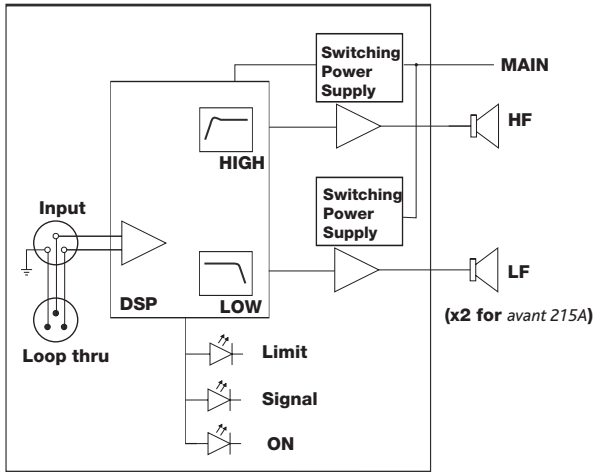 Switching
Power
Supply
MAIN
HF
HIGH
Switching
Power
Supply
Input
DSP
LOW
LF
(x2 for avant 215A)
Loop thru
Limit
Signal
ON